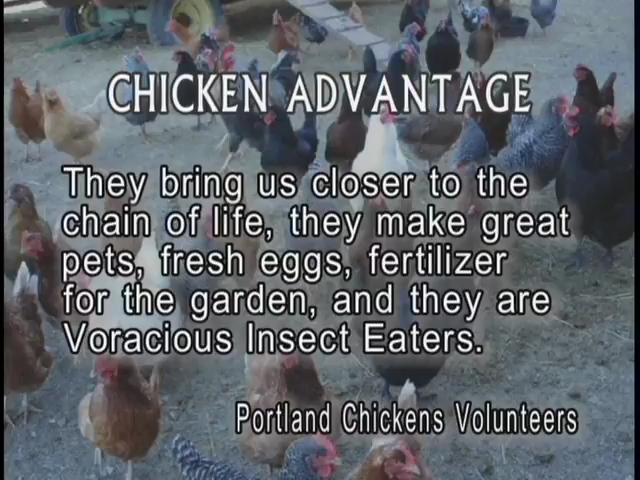 CHICKEN ADVANTAGE
They bring us closer to the
chain of life, they make great
pets, fresh eggs, fertilizer
for the garden, and they are
Voracious Insect Eaters.
Portland Chickens Volunteers